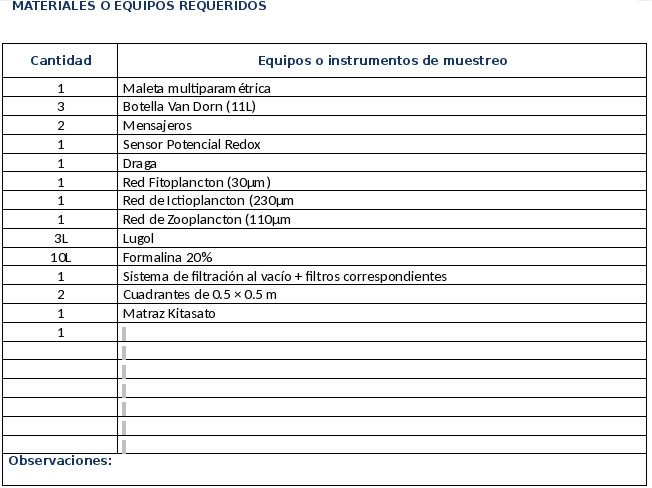 MATERIALES O EQUIPOS REQUERIDOS
Cantidad Equipos o instrumentos de muestreo
1 Maleta multiparamétrica
3 Botella Van Dorn (11L)
2 Mensajeros
1 Sensor Potencial Redox
1 Draga
1 Red Fitoplancton (30µm)
1 Red de Ictioplancton (230µm
1 Red de Zooplancton (110µm
3L Lugol
10L Formalina 20%
1 Sistema de filtración al vacío + filtros correspondientes
2 Cuadrantes de 0.5 × 0.5 m
1 Matraz Kitasato
1
Observaciones: